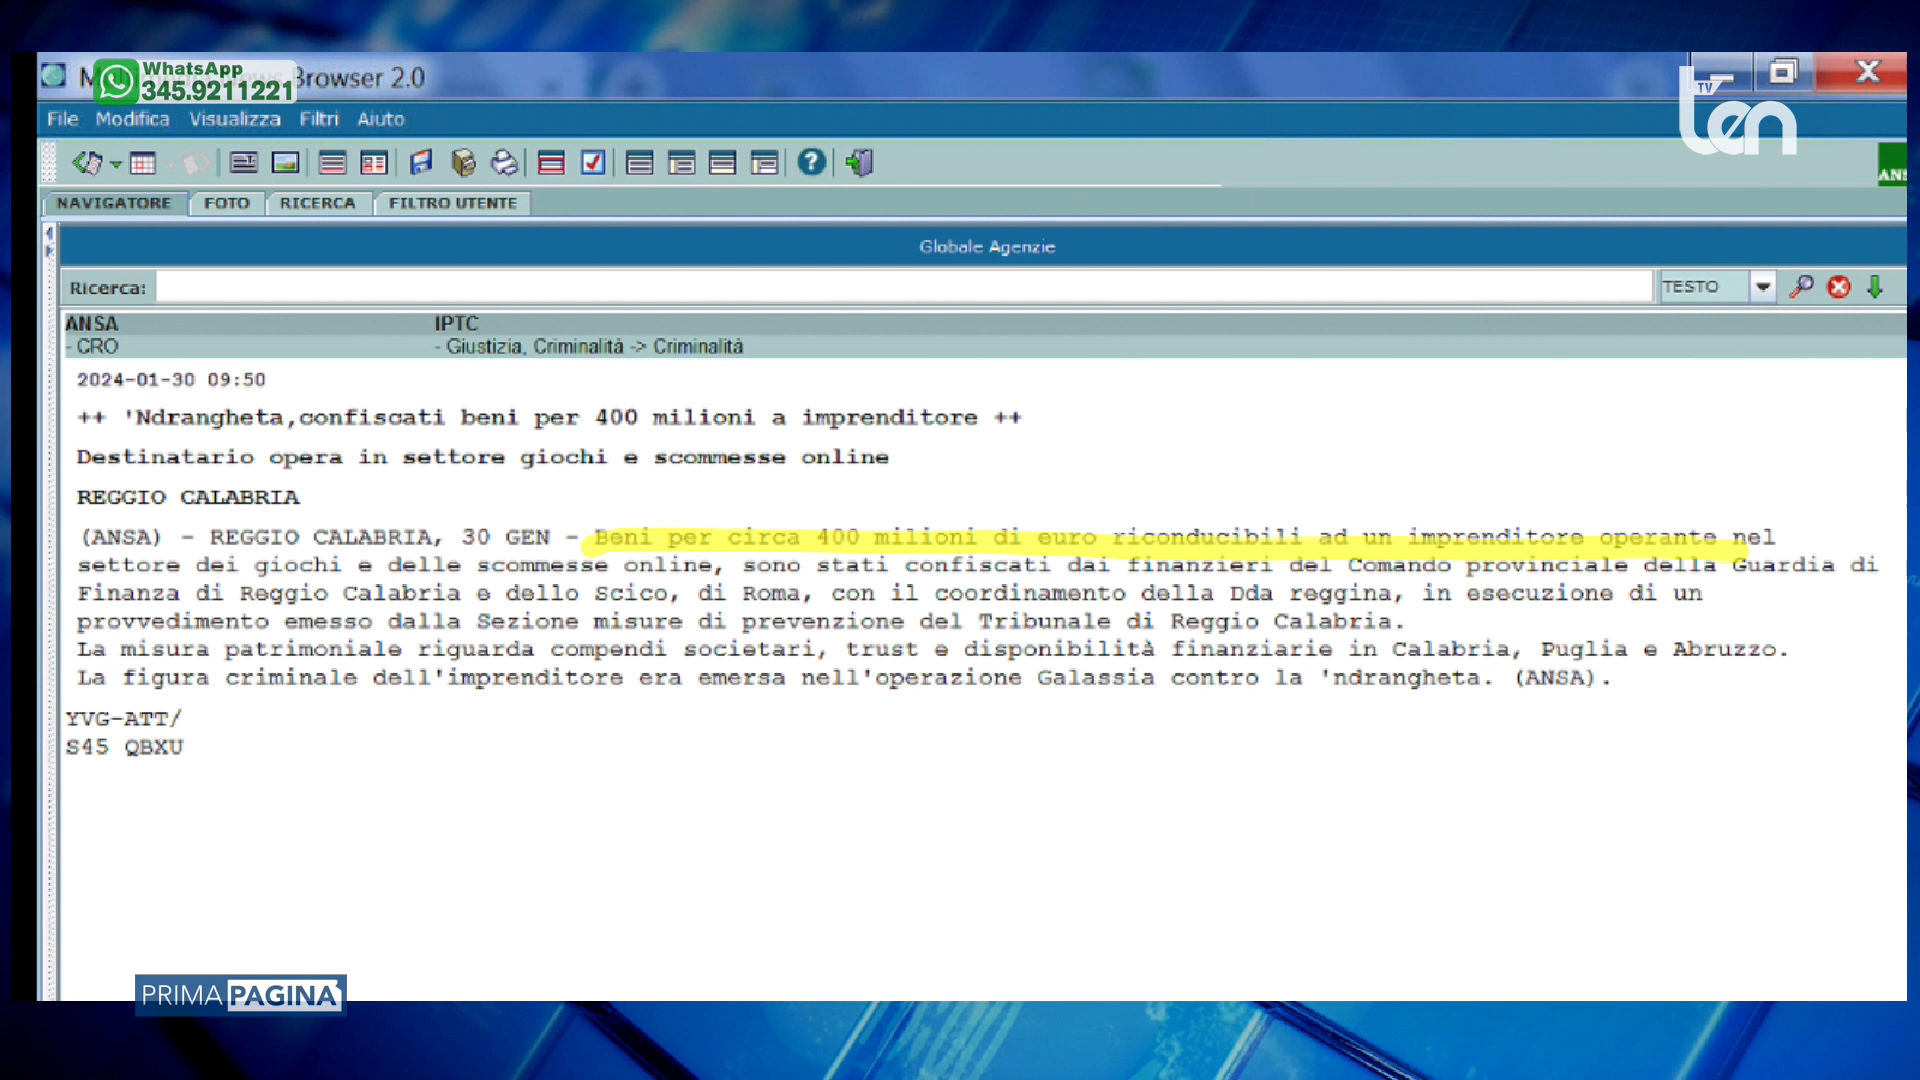 WhatsApp
345.9211221
Browser 2.0
TV
ten
File Modifica Visualizza Filtri Aiuto
NAVIGATORE FOTO RICERCA FILTRO UTENTE
Globale Agenzie
Ricerca: TESTO
ANSA IPTC
- CRO - Giustizia, Criminalità -> Criminalità
2024-01-30 09:50
++ 'Ndrangheta,confiscati beni per 400 milioni a imprenditore ++
Destinatario opera in settore giochi e scommesse online
REGGIO CALABRIA
(ANSA) - REGGIO CALABRIA, 30 GEN - Beni per circa 400 milioni di euro riconducibili ad un imprenditore operante nel
settore dei giochi e delle scommesse online, sono stati confiscati dai finanzieri del Comando provinciale della Guardia di
Finanza di Reggio Calabria e dello Scico, di Roma, con il coordinamento della Dda reggina, in esecuzione di un
provvedimento emesso dalla Sezione misure di prevenzione del Tribunale di Reggio Calabria.
La misura patrimoniale riguarda compendi societari, trust e disponibilità finanziarie in Calabria, Puglia e Abruzzo.
La figura criminale dell'imprenditore era emersa nell'operazione Galassia contro la 'ndrangheta. (ANSA).
YVG-ATT/
S45 QBXU
PRIMA PAGINA